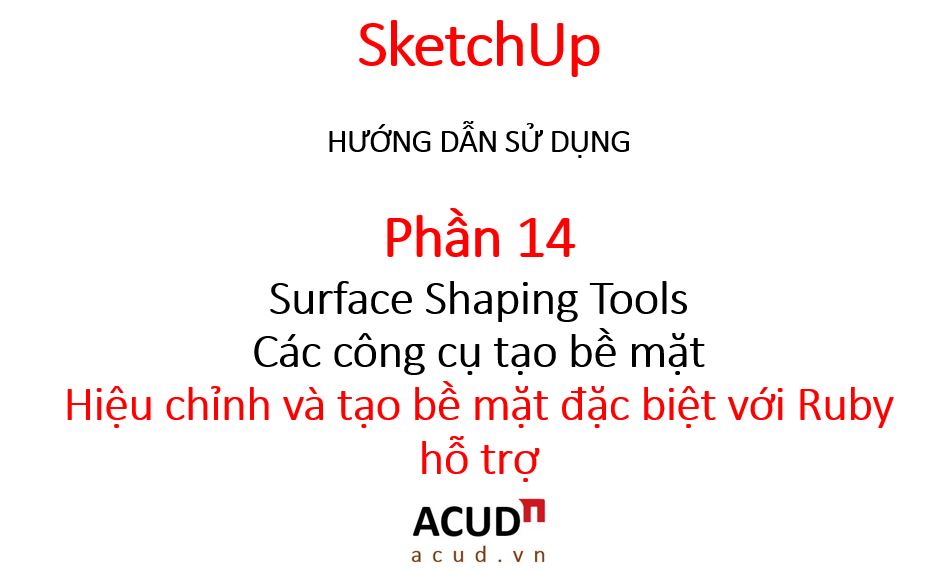 SketchUp
HƯỚNG DẪN SỬ DỤNG
Phần 14
Surface Shaping Tools
Các công cụ tạo bề mặt
Hiệu chỉnh và tạo bề mặt đặc biệt với Ruby
hỗ trợ
ACUD
acud.vn